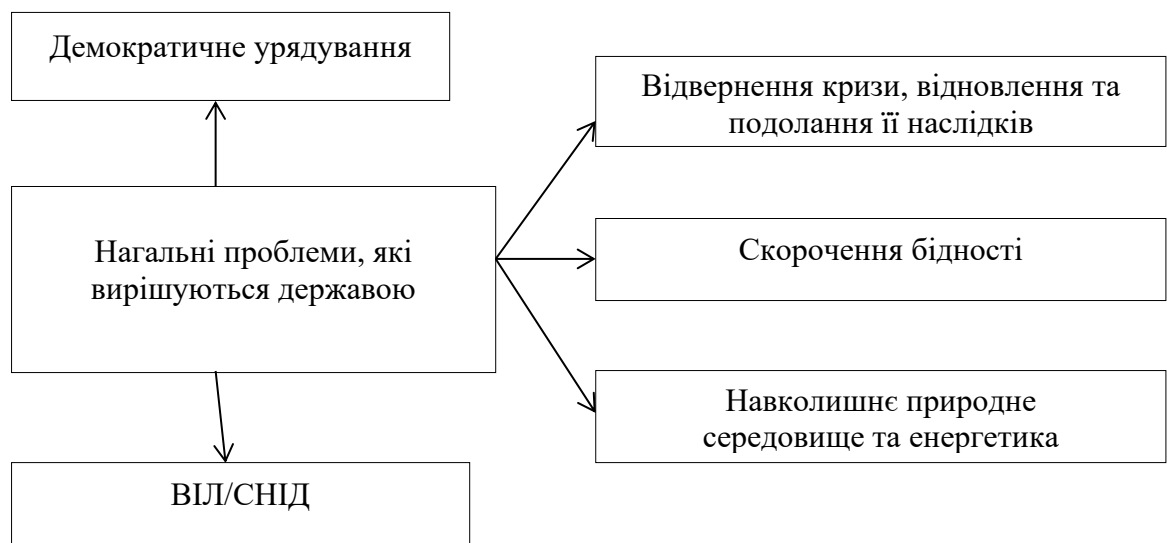 Демократичне урядування
Відвернення кризи, відновлення та
подолання її наслідків
Нагальні проблеми, які
вирішуються державою
Скорочення бідності
Навколишнє природне
середовище та енергетика
ВІЛ/СНІД